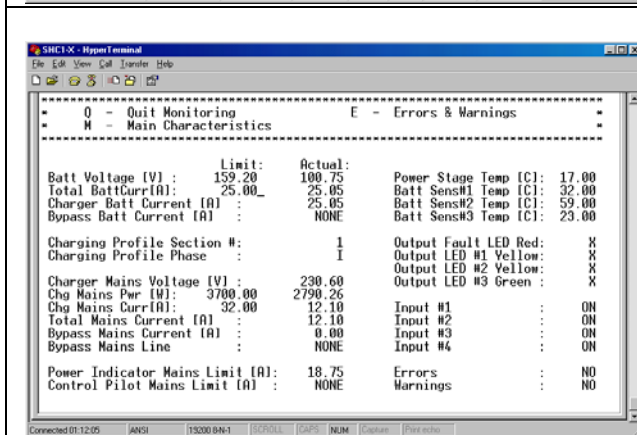 SHC1-X - HyperTerminal
File Edit View Call Transfer Help
Q - Quit Monitoring E - Errors & Warnings
M - Main Characteristics
Limit: Actual:
Batt Voltage [V] : 159.20 100.75 Power Stage Temp [C]: 17.00
Total BattCurr[A]: 25.00_ 25.05 Batt Sens#1 Temp [C]: 32.00
Charger Batt Current [A] : 25.05 Batt Sens#2 Temp [C]: 59.00
Bypass Batt Current [A] : NONE Batt Sens#3 Temp [C]: 23.00
Charging Profile Section #: 1 Output Fault LED Red: X
Charging Profile Phase : I Output LED #1 Yellow: X
Output LED #2 Yellow: X
Charger Mains Voltage [V] : 230.60 Output LED #3 Green : X
Chg Mains Pwr [W]: 3700.00 2790.26
Chg Mains Curr[A]: 32.00 12.10 Input #1 : ON
Total Mains Current [A] : 12.10 Input #2 : ON
Bypass Mains Current [A] : 0.00 Input #3 : ON
Bypass Mains Line : NONE Input #4 : ON
Power Indicator Mains Limit [A]: 18.75 Errors : NO
Control Pilot Mains Limit [A] : NONE Warnings : NO
Connected 01:12:05 ANSI 19200 8-N-1 SCROLL CAPS NUM Capture Print echo